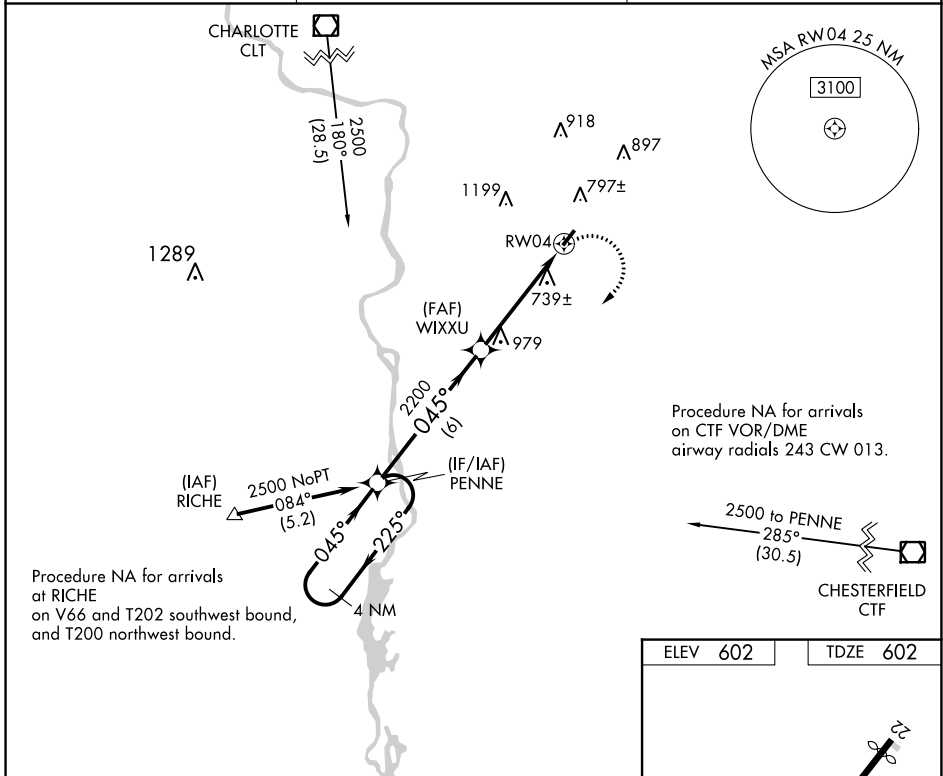 CHARLOTTE
CLT
2500
180°
(28.5)
MSA RW04 25 NM
3100
918
897
1199
797±
1289
RW04
739±
(FAF)
WIXXU
979
2200
045°
(6)
Procedure NA for arrivals
on CTF VOR/DME
airway radials 243 CW 013.
(IAF)
RICHE
2500 NoPT
084°
(5.2)
(IF/IAF)
PENNE
045°
225°
4 NM
2500 to PENNE
285°
(30.5)
CHESTERFIELD
CTF
Procedure NA for arrivals
at RICHE
on V66 and T202 southwest bound,
and T200 northwest bound.
ELEV 602
TDZE 602
22